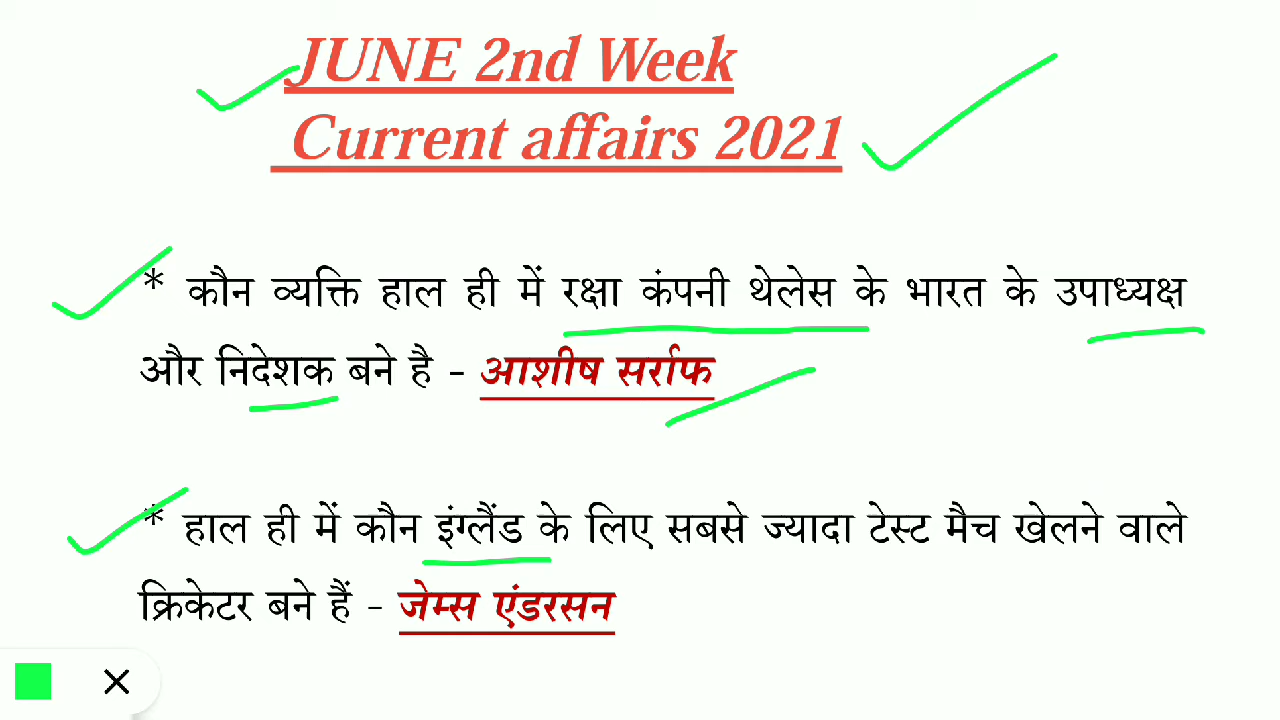 JUNE 2nd Week
Current affairs 2021
* कौन व्यक्ति हाल ही में रक्षा कंपनी थेलेस के भारत के उपाध्यक्ष
और निदेशक बने है - आशीष सर्राफ
* हाल ही में कौन इंग्लैंड के लिए सबसे ज्यादा टेस्ट मैच खेलने वाले
क्रिकेटर बने हैं - जेम्स एंडरसन